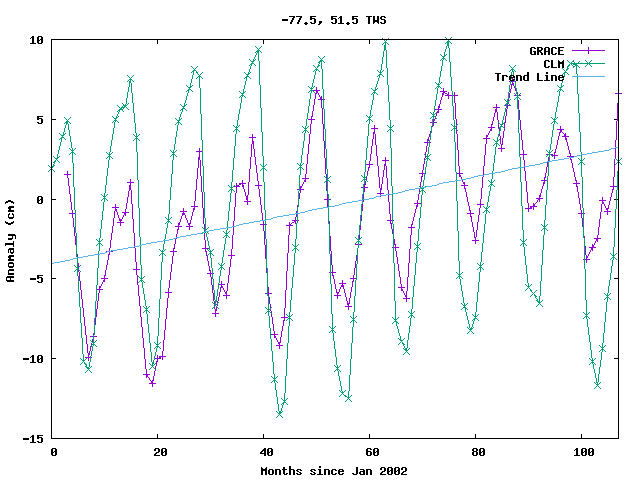 -77.5, 51.5 TWS
GRACE
CLM
Trend Line
10
5
0
-5
-10
-15
Anomaly (cm)
0 20 40 60 80 100
Months since Jan 2002